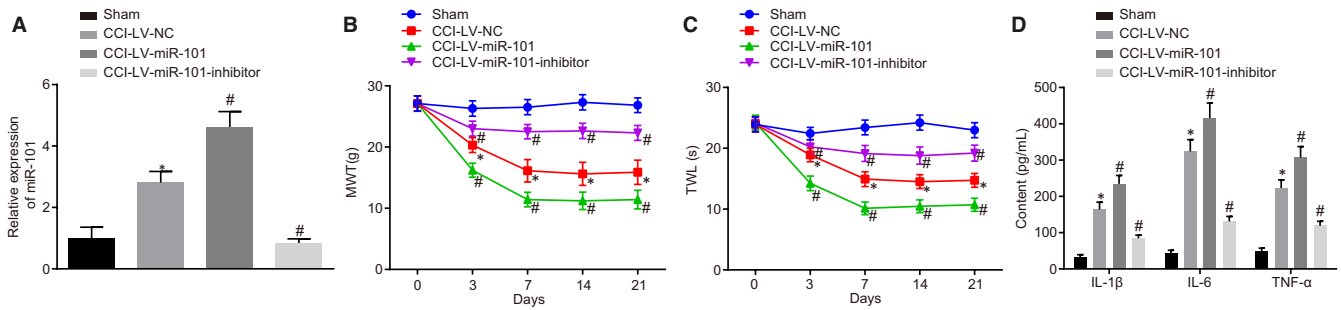 A
Sham
CCI-LV-NC
CCI-LV-miR-101
CCI-LV-miR-101-inhibitor
Relative expression
of miR-101
6
4
2
0
*
#
#
B
Sham
CCI-LV-NC
CCI-LV-miR-101
CCI-LV-miR-101-inhibitor
MWT(g)
30
20
10
0
# # # #
* * * *
# # # #
0 3 7 14 21
Days
C
Sham
CCI-LV-NC
CCI-LV-miR-101
CCI-LV-miR-101-inhibitor
TWL (s)
30
20
10
0
# # # #
* * * *
# # # #
0 3 7 14 21
Days
D
Sham
CCI-LV-NC
CCI-LV-miR-101
CCI-LV-miR-101-inhibitor
Content (pg/mL)
500
400
300
200
100
0
* # #
* # #
* # #
IL-1β IL-6 TNF-α